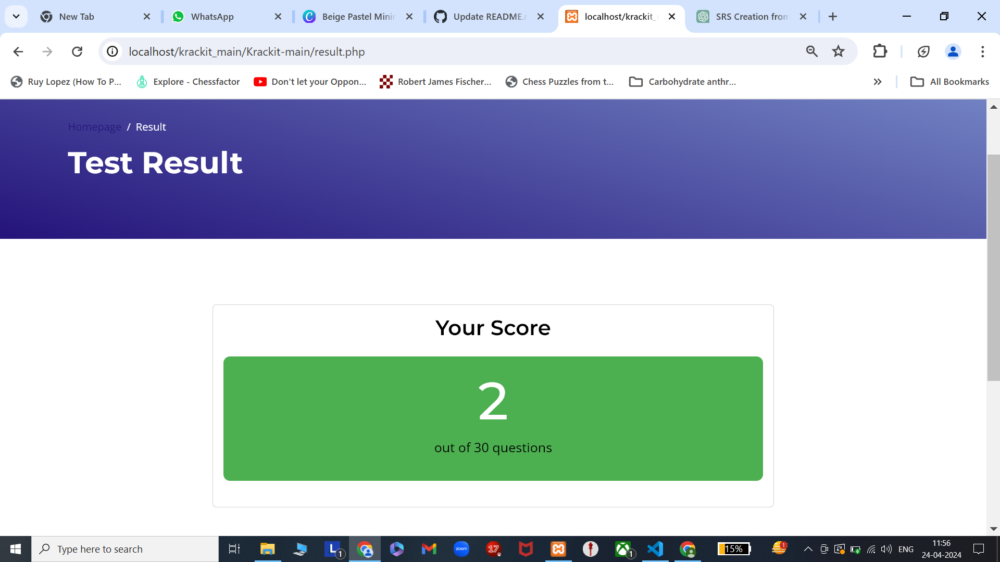 New Tab
WhatsApp
Beige Pastel Minir
Update README.r
localhost/krackit_
SRS Creation from
localhost/krackit_main/Krackit-main/result.php
Ruy Lopez (How To P...
Explore - Chessfactor
Don't let your Oppon...
Robert James Fischer...
Chess Puzzles from t...
Carbohydrate anthr...
All Bookmarks
Homepage / Result
Test Result
Your Score
2
out of 30 questions
Type here to search
L
1
zoom
17
1
15%
1
ENG
11:56
24-04-2024